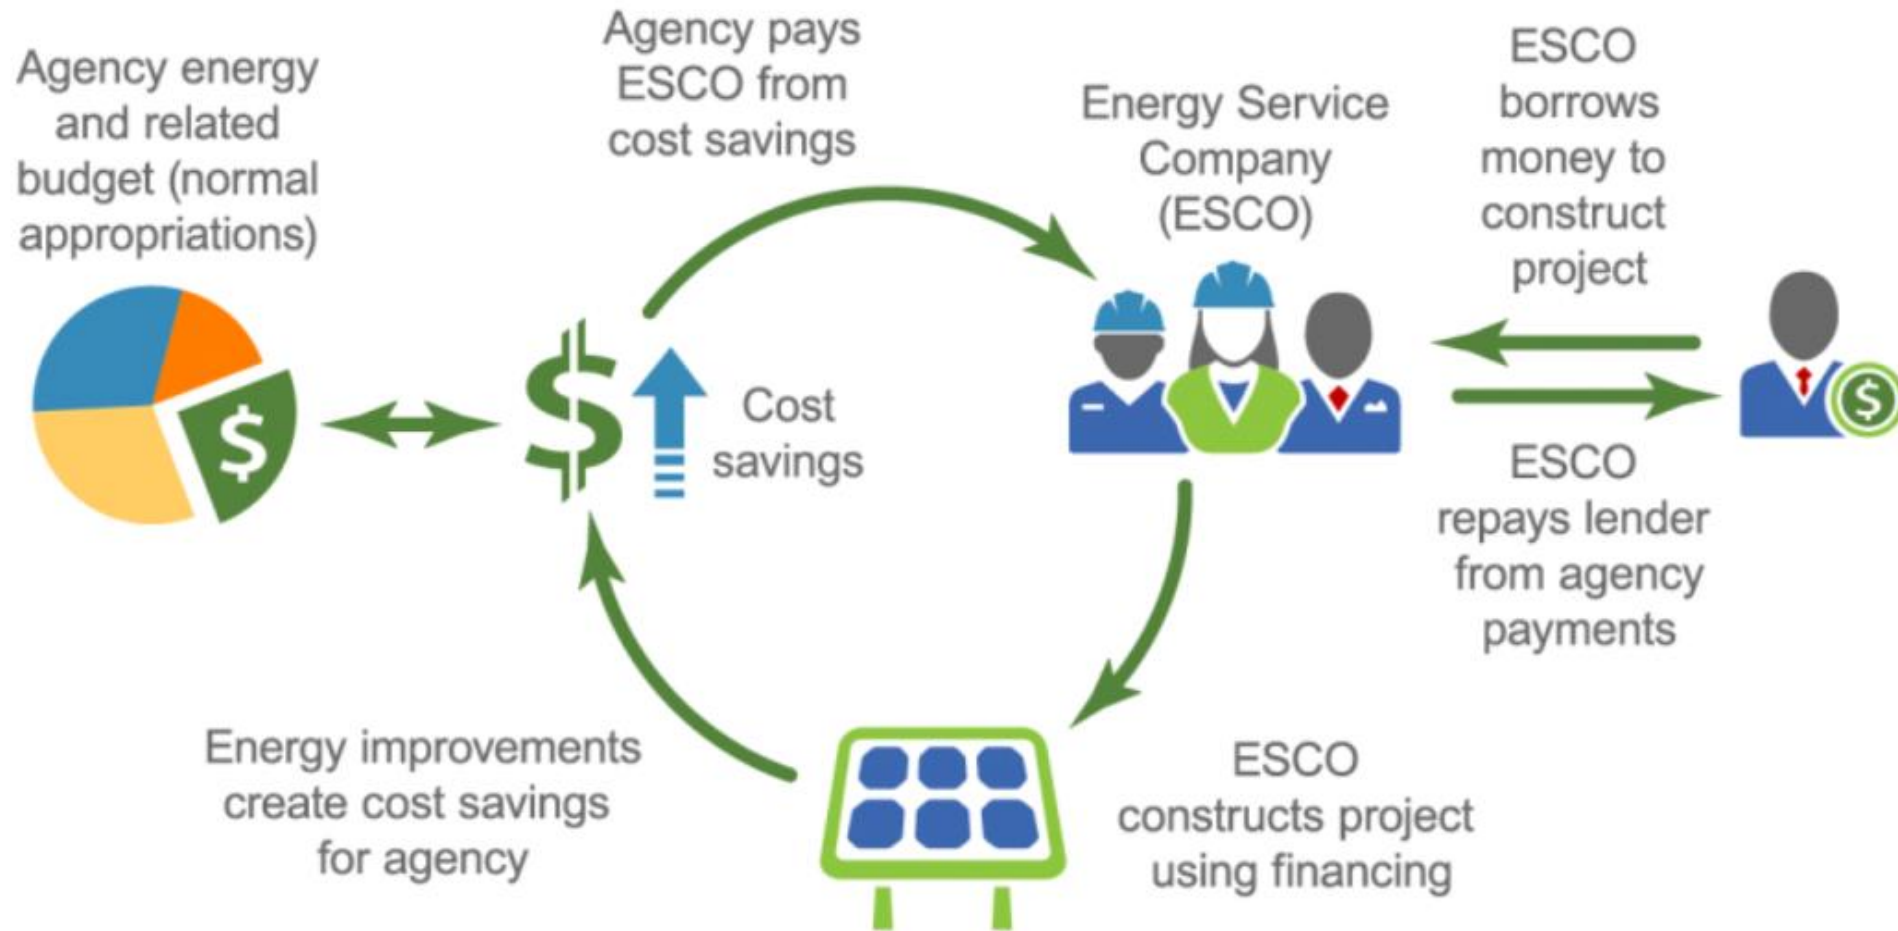 Agency energy
and related
budget (normal
appropriations)
$
Agency pays
ESCO from
cost savings
$
Cost
savings
Energy Service
Company
(ESCO)
ESCO
borrows
money to
construct
project
$
ESCO
repays lender
from agency
payments
ESCO
constructs project
using financing
Energy improvements
create cost savings
for agency